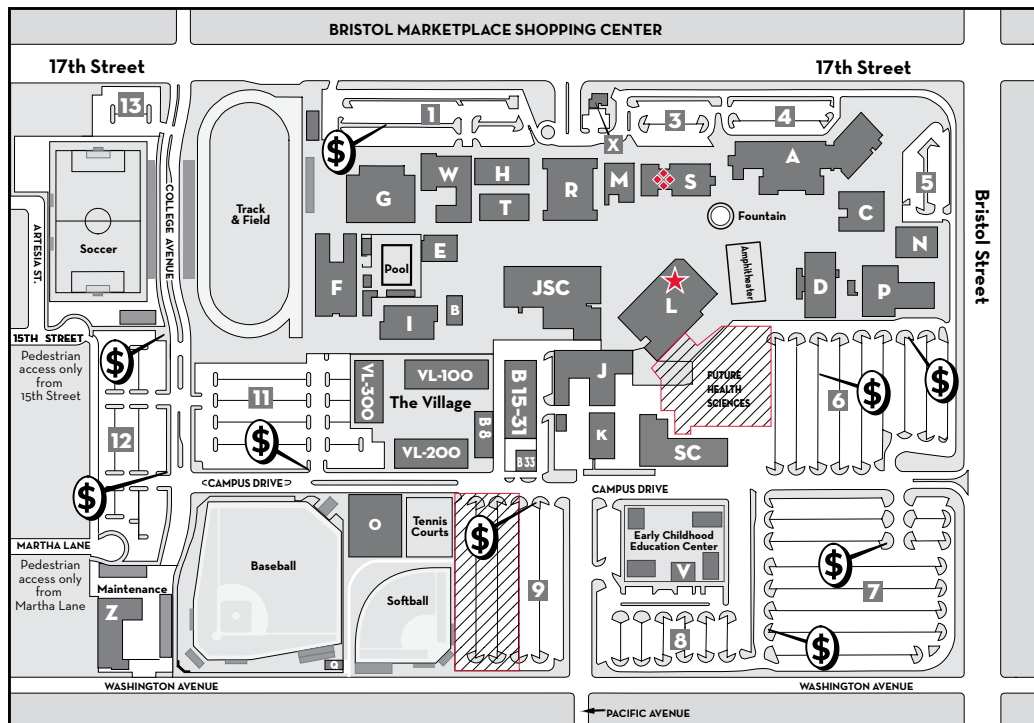 BRISTOL MARKETPLACE SHOPPING CENTER
17th Street
17th Street
13
1
3
4
X
A
5
W
H
R
M
S
G
T
C
N
COLLEGE AVENUE
Track
& Field
Fountain
Bristol Street
ARTESIA ST.
Soccer
E
Pool
F
JSC
Amphitheater
L
D
P
B
I
15TH STREET
Pedestrian
access only
from
15th Street
$
VL-300
VL-100
The Village
B 15-31
J
FUTURE
HEALTH
SCIENCES
$
$
6
11
12
$
B 8
VL-200
B 33
K
SC
$
CAMPUS DRIVE
CAMPUS DRIVE
$
O
Tennis
Courts
$
Early Childhood
Education Center
V
$
MARTHA LANE
Pedestrian
access only
from
Martha Lane
Maintenance
Z
Baseball
Softball
9
7
8
$
Q
WASHINGTON AVENUE
WASHINGTON AVENUE
PACIFIC AVENUE